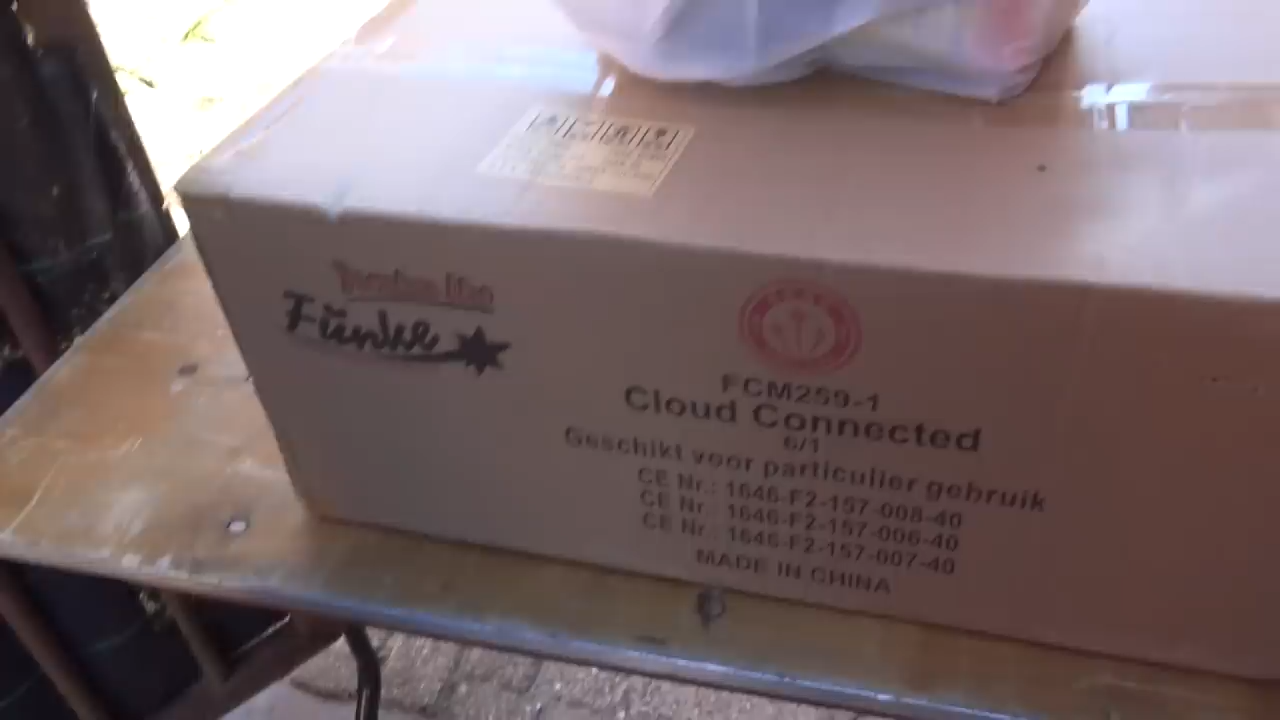 Funke
FCM259-1
Cloud Connected
6/1
Geschikt voor particulier gebruik
CE Nr.: 1646-F2-157-008-40
CE Nr.: 1646-F2-157-006-40
CE Nr.: 1646-F2-157-007-40
MADE IN CHINA